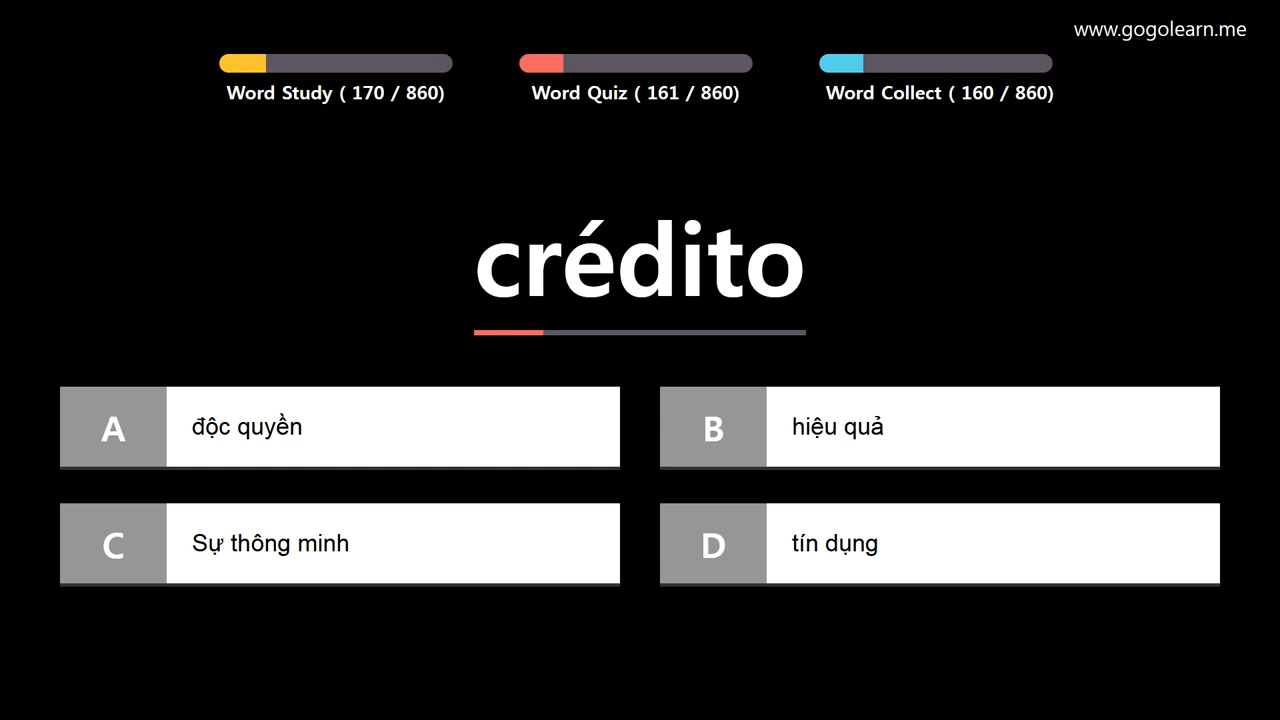 www.gogolearn.me
Word Study ( 170 / 860)
Word Quiz ( 161 / 860)
Word Collect ( 160 / 860)
crédito
A
độc quyền
B
hiệu quả
C
Sự thông minh
D
tín dụng